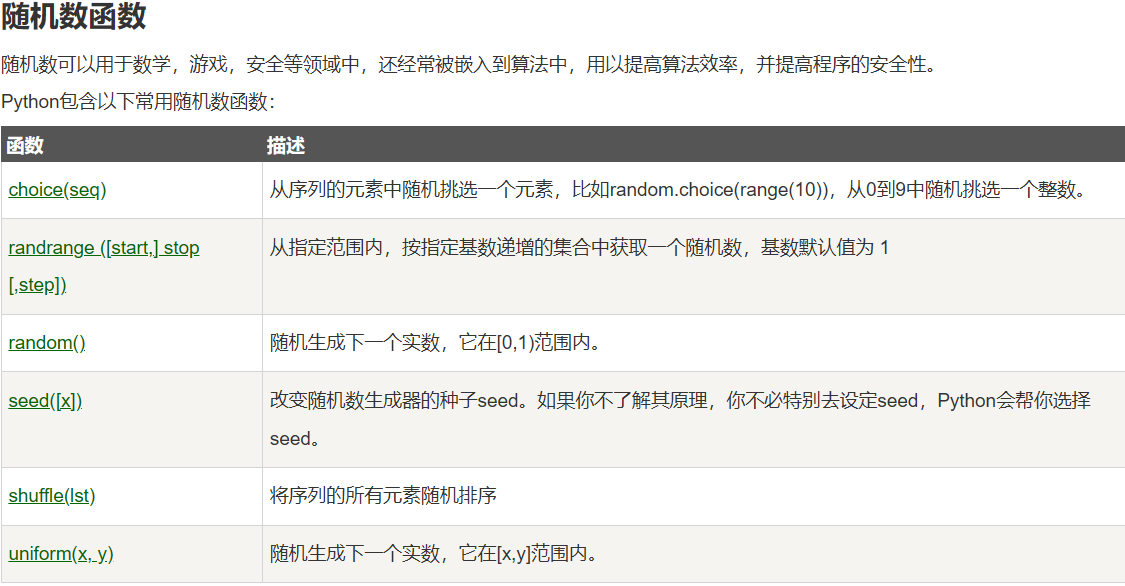 随机数函数
随机数可以用于数学，游戏，安全等领域中，还经常被嵌入到算法中，用以提高算法效率，并提高程序的安全性。
Python包含以下常用随机数函数：
函数 描述
choice(seq) 从序列的元素中随机挑选一个元素，比如random.choice(range(10))，从0到9中随机挑选一个整数。
randrange ([start,] stop 从指定范围内，按指定基数递增的集合中获取一个随机数，基数默认值为 1
[,step])
random() 随机生成下一个实数，它在[0,1)范围内。
seed([x]) 改变随机数生成器的种子seed。如果你不了解其原理，你不必特别去设定seed，Python会帮你选择
seed。
shuffle(lst) 将序列的所有元素随机排序
uniform(x, y) 随机生成下一个实数，它在[x,y]范围内。